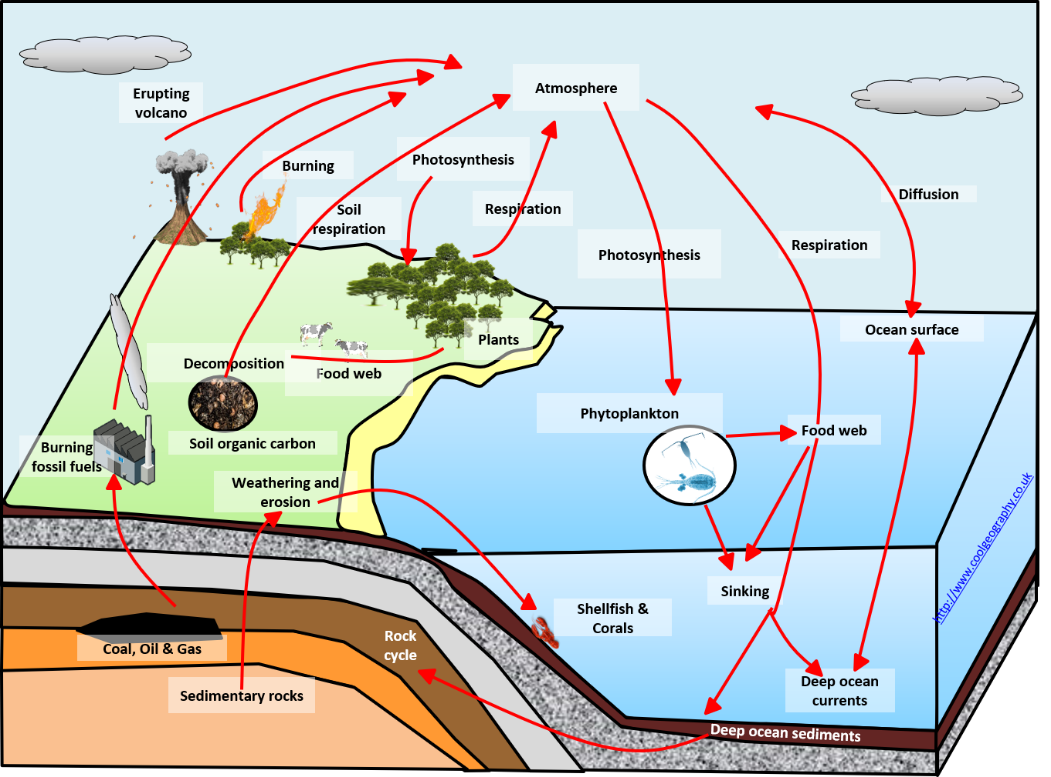 Atmosphere
Erupting
volcano
Burning
Photosynthesis
Diffusion
Soil
respiration
Respiration
Respiration
Photosynthesis
Ocean surface
Plants
Decomposition
Food web
Phytoplankton
Food web
Soil organic carbon
Burning
fossil fuels
Weathering and
erosion
http://www.coolgeography.co.uk
Sinking
Shellfish &
Corals
Rock
cycle
Coal, Oil & Gas
Sedimentary rocks
Deep ocean
currents
Deep ocean sediments